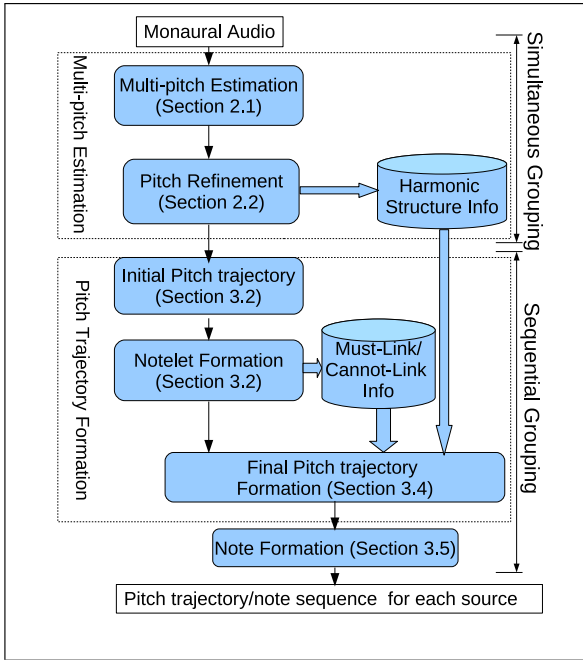 Monaural Audio
Simultaneous Grouping
Multi-pitch Estimation
Multi-pitch Estimation
(Section 2.1)
Pitch Refinement
(Section 2.2)
Harmonic
Structure Info
Pitch Trajectory Formation
Initial Pitch trajectory
(Section 3.2)
Sequential Grouping
Notelet Formation
(Section 3.2)
Must-Link/
Cannot-Link
Info
Final Pitch trajectory
Formation (Section 3.4)
Note Formation (Section 3.5)
Pitch trajectory/note sequence for each source